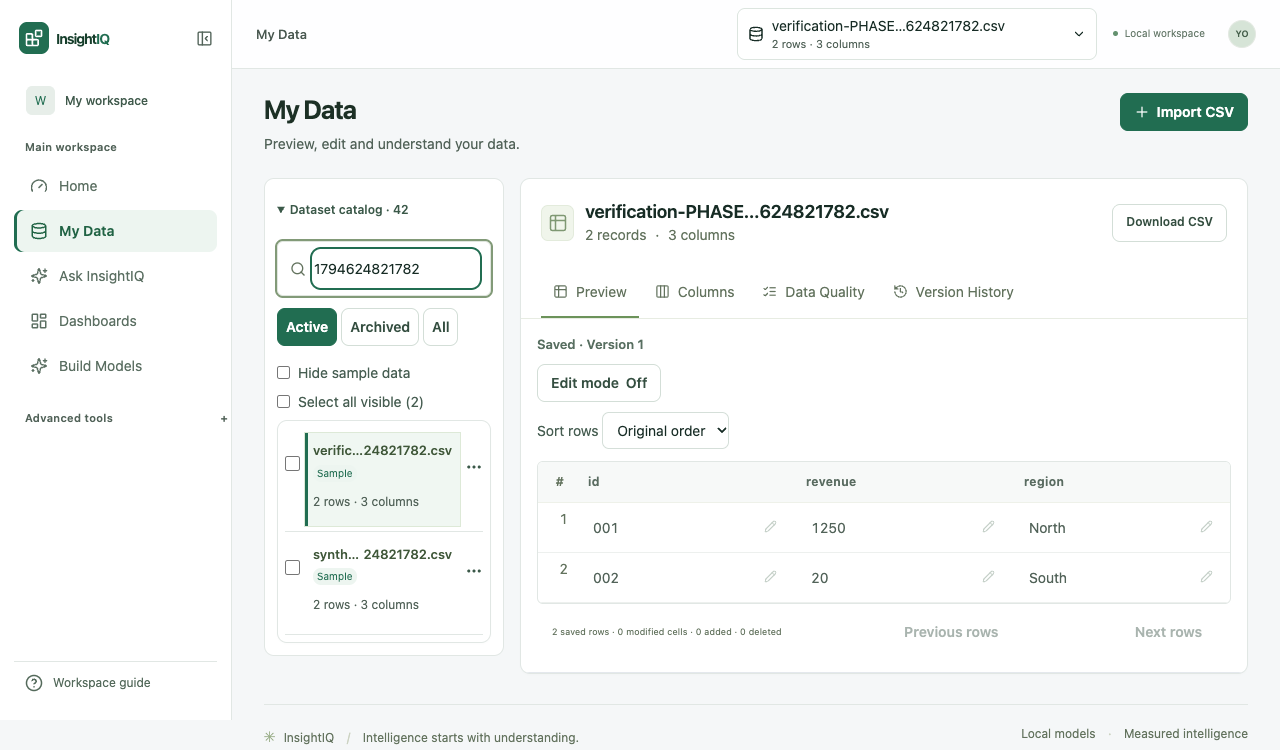 InsightIQ
W My workspace
Main workspace
Home
My Data
Ask InsightIQ
Dashboards
Build Models
Advanced tools +
Workspace guide
My Data
verification-PHASE...624821782.csv
2 rows · 3 columns
Local workspace
YO
My Data
Preview, edit and understand your data.
+ Import CSV
▼ Dataset catalog · 42
1794624821782
Active Archived All
Hide sample data
Select all visible (2)
verific...24821782.csv
Sample
2 rows · 3 columns
synth... 24821782.csv
Sample
2 rows · 3 columns
verification-PHASE...624821782.csv
2 records · 3 columns
Download CSV
Preview Columns Data Quality Version History
Saved · Version 1
Edit mode Off
Sort rows Original order
# id revenue region
1 001 1250 North
2 002 20 South
2 saved rows · 0 modified cells · 0 added · 0 deleted
Previous rows Next rows
InsightIQ / Intelligence starts with understanding.
Local models · Measured intelligence